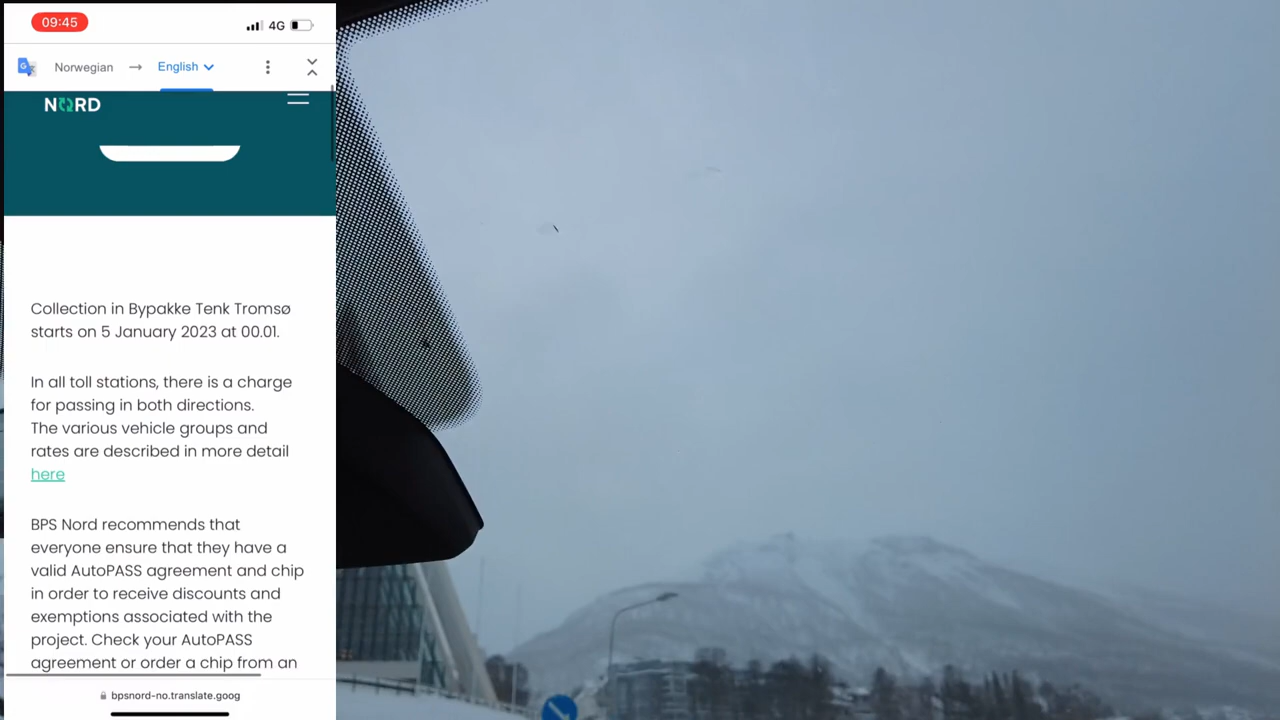 09:45
4G
Norwegian → English
NORD
Collection in Bypakke Tenk Tromsø
starts on 5 January 2023 at 00.01.
In all toll stations, there is a charge
for passing in both directions.
The various vehicle groups and
rates are described in more detail
here
BPS Nord recommends that
everyone ensure that they have a
valid AutoPASS agreement and chip
in order to receive discounts and
exemptions associated with the
project. Check your AutoPASS
agreement or order a chip from an
bpsnord-no.translate.goog